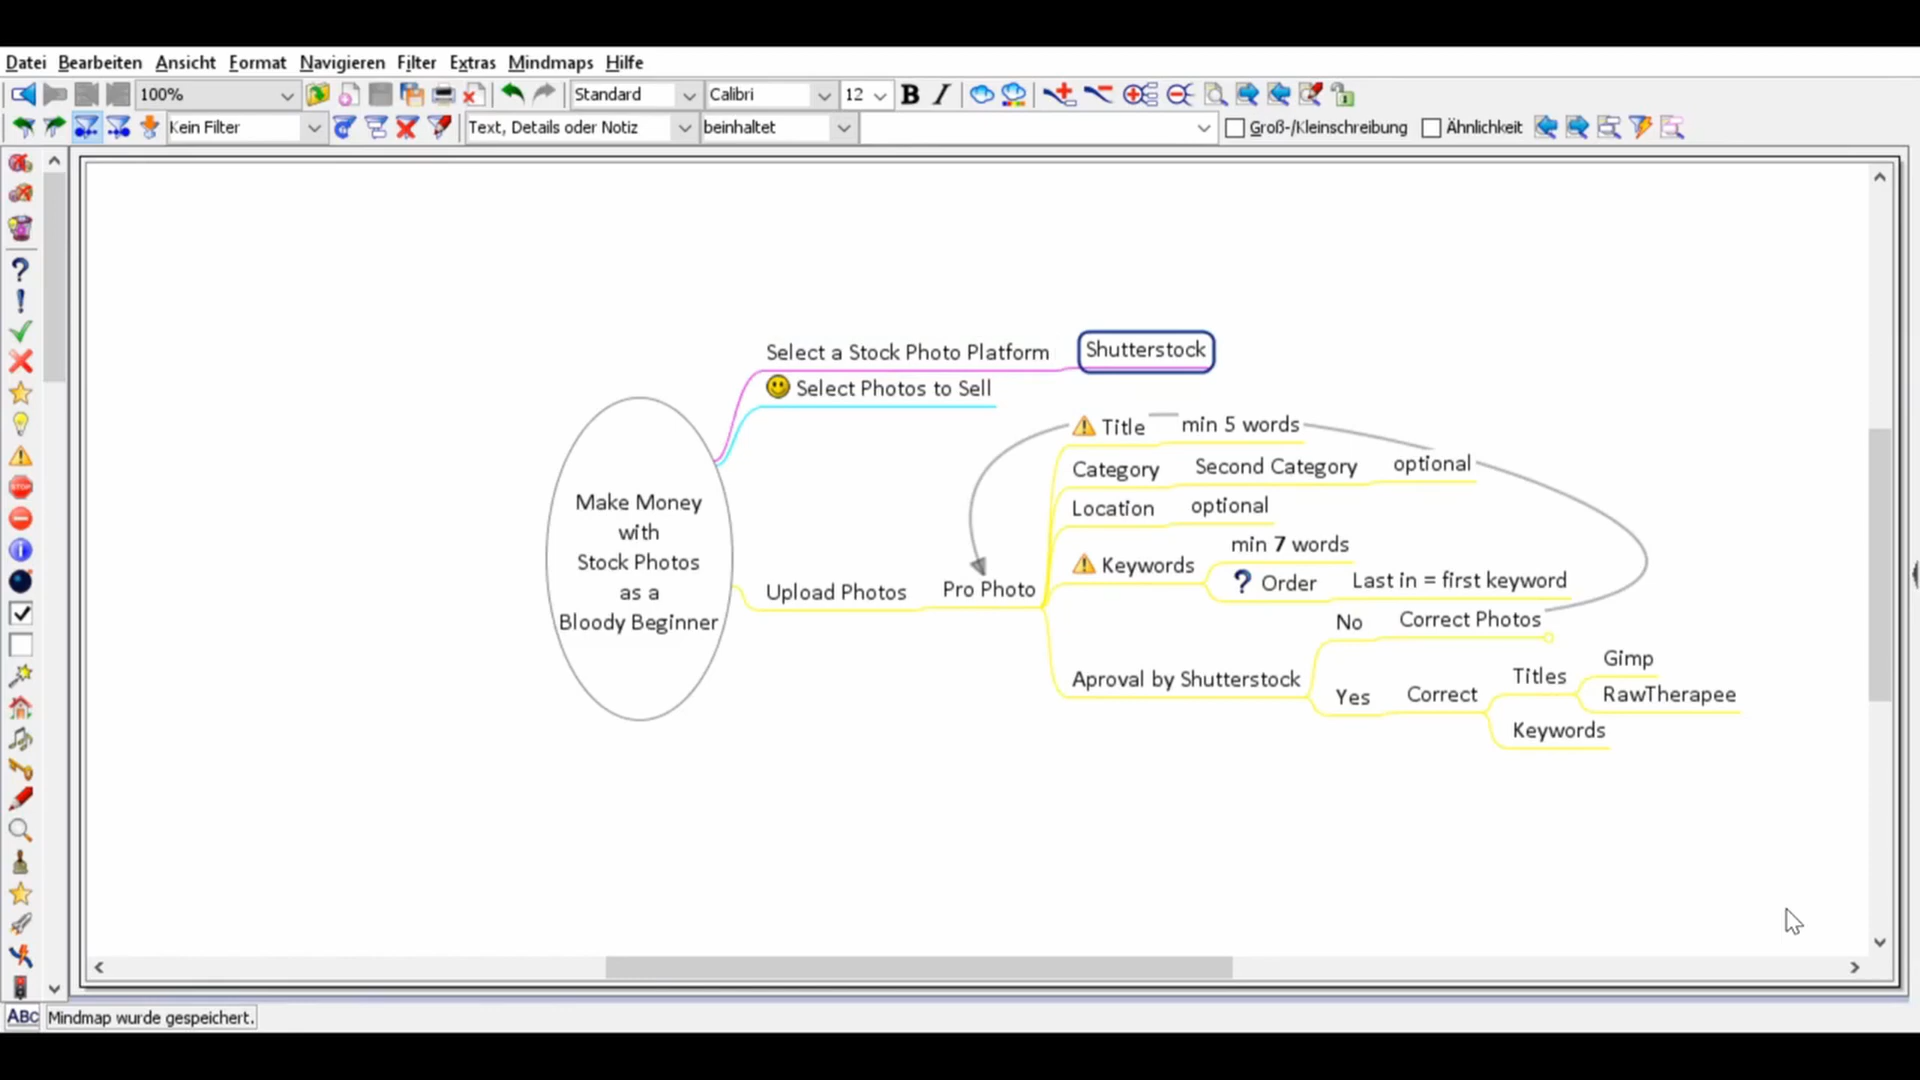 Datei Bearbeiten Ansicht Format Navigieren Filter Extras Mindmaps Hilfe
100% Standard Calibri 12 B I
Kein Filter Text, Details oder Notiz beinhaltet Groß-/Kleinschreibung Ähnlichkeit
Select a Stock Photo Platform Shutterstock
Select Photos to Sell
Make Money
with
Stock Photos
as a
Bloody Beginner
Upload Photos Pro Photo
Title min 5 words
Category Second Category optional
Location optional
Keywords min 7 words
? Order Last in = first keyword
Aproval by Shutterstock
No Correct Photos
Yes Correct
Titles
Gimp
RawTherapee
Keywords
STOP
ABC Mindmap wurde gespeichert.